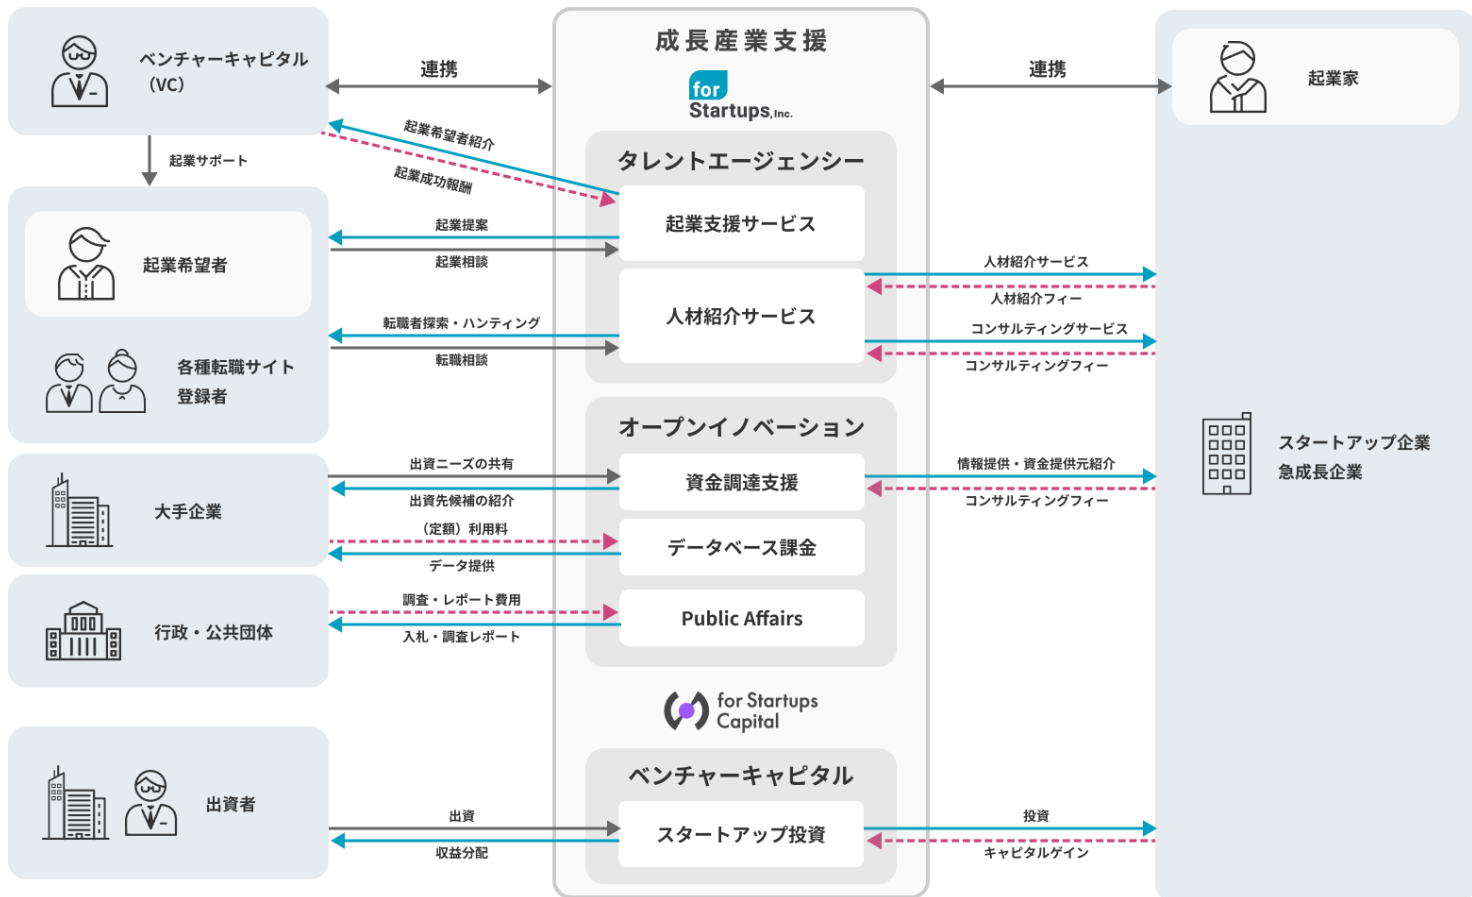 ベンチャーキャピタル
（VC）
起業サポート
起業希望者
各種転職サイト
登録者
大手企業
行政・公共団体
出資者
連携
起業希望者紹介
起業成功報酬
起業提案
起業相談
転職者探索・ハンティング
転職相談
出資ニーズの共有
出資先候補の紹介
（定額）利用料
データ提供
調査・レポート費用
入札・調査レポート
出資
収益分配
成長産業支援
for
Startups,Inc.
タレントエージェンシー
起業支援サービス
人材紹介サービス
オープンイノベーション
資金調達支援
データベース課金
Public Affairs
for Startups
Capital
ベンチャーキャピタル
スタートアップ投資
連携
人材紹介サービス
人材紹介フィー
コンサルティングサービス
コンサルティングフィー
情報提供・資金提供元紹介
コンサルティングフィー
投資
キャピタルゲイン
起業家
スタートアップ企業
急成長企業